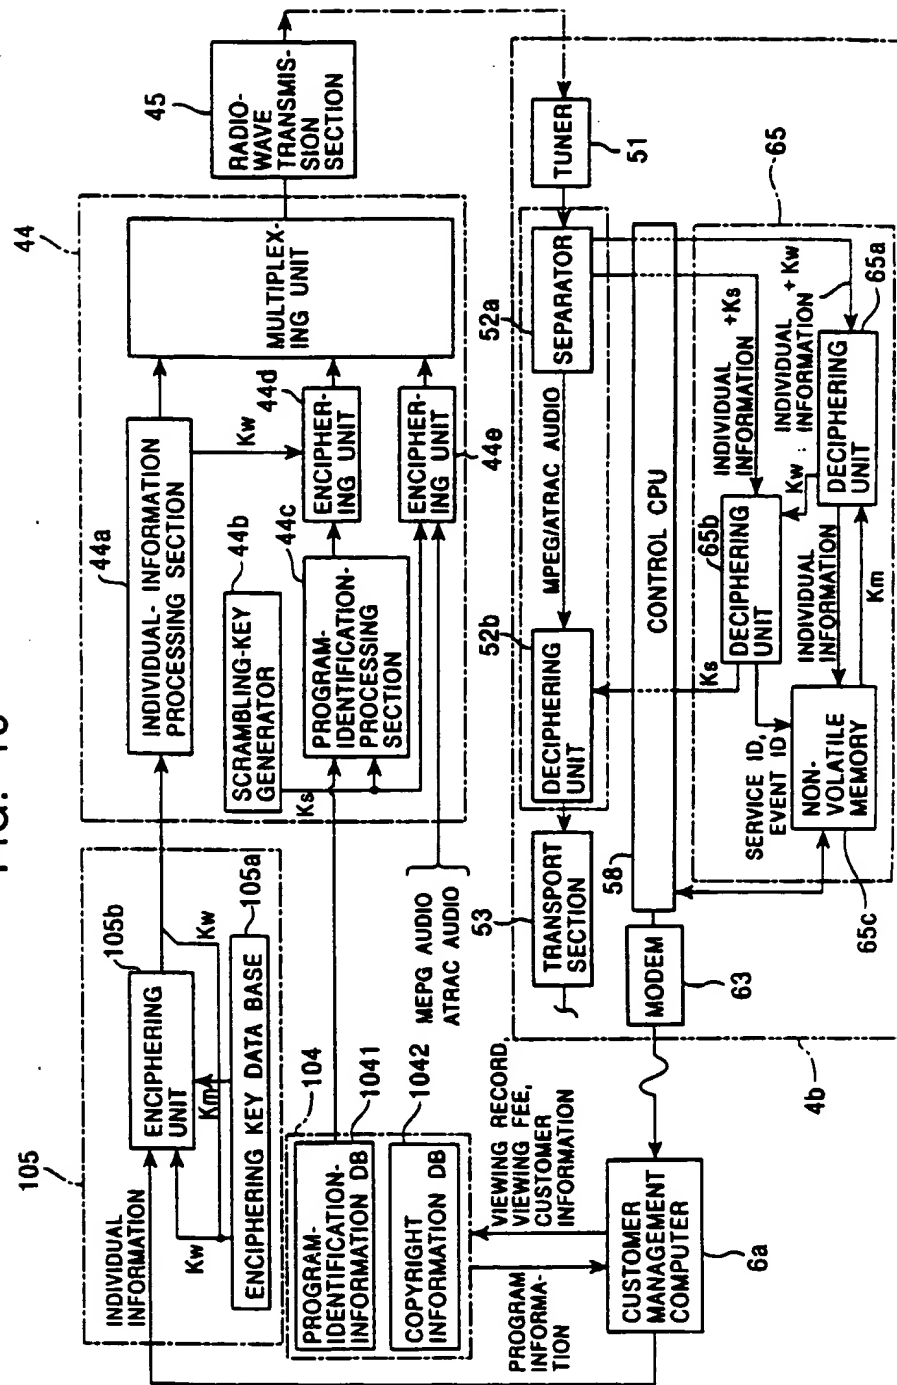 105
INDIVIDUAL
INFORMATION
105b
ENCIPHERING
UNIT
Kw
Km
Kw
105a
ENCIPHERING KEY DATA BASE
104
PROGRAM-
IDENTIFICATION-
INFORMATION DB
1041
COPYRIGHT
INFORMATION DB
1042
PROGRAM
INFORMA-
TION
VIEWING RECORD
VIEWING FEE,
CUSTOMER
INFORMATION
CUSTOMER
MANAGEMENT
COMPUTER
6a
44
44a
INDIVIDUAL-INFORMATION
PROCESSING SECTION
44b
SCRAMBLING-KEY
GENERATOR
Ks
44c
PROGRAM-
IDENTIFICATION-
PROCESSING
SECTION
Kw
44d
ENCIPHER-
ING UNIT
ENCIPHER-
ING UNIT
44e
MEPG AUDIO
ATRAC AUDIO
MULTIPLEX-
ING UNIT
45
RADIO-
WAVE
TRANSMIS-
SION
SECTION
TUNER
51
52a
SEPARATOR
MPEG/ATRAC AUDIO
52b
DECIPHERING
UNIT
53
TRANSPORT
SECTION
58
CONTROL CPU
MODEM
63
4b
65
INDIVIDUAL
INFORMATION
+Ks
INDIVIDUAL
INFORMATION
+Kw
65a
DECIPHERING
UNIT
Kw
65b
DECIPHERING
UNIT
Ks
INDIVIDUAL
INFORMATION
Km
SERVICE ID,
EVENT ID
NON-
VOLATILE
MEMORY
65c